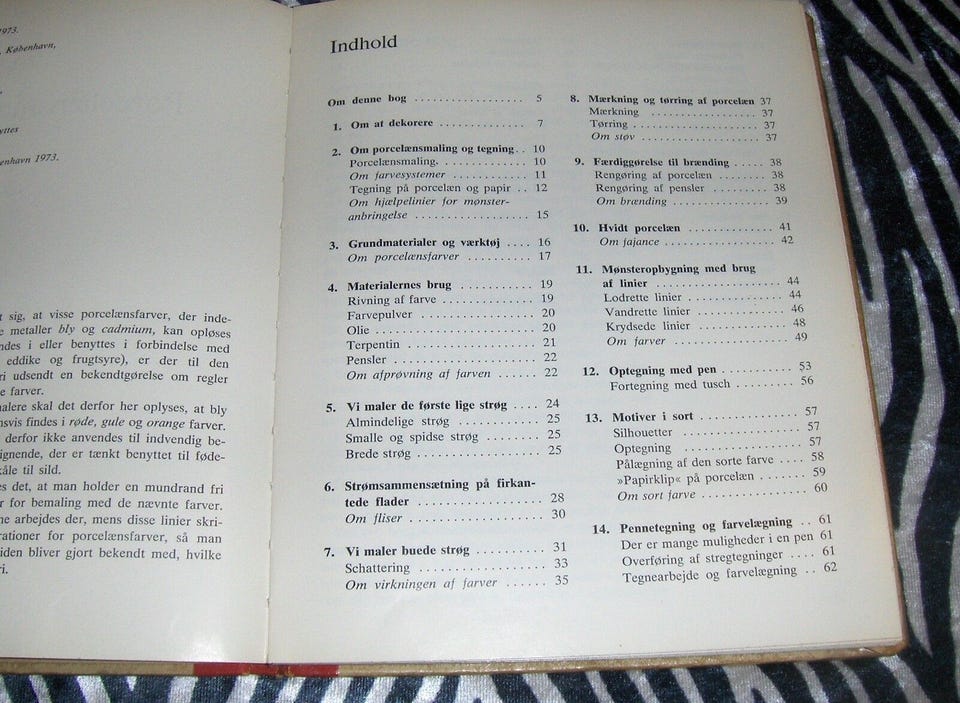 1973.
København,
yttes
enhavn 1973.
t sig, at visse porcelænsfarver, der inde-
e metaller bly og cadmium, kan opløses
ndes i eller benyttes i forbindelse med
eddike og frugtsyre), er der til den
ri udsendt en bekendtgørelse om regler
e farver.
alere skal det derfor her oplyses, at bly
nsvis findes i røde, gule og orange farver.
derfor ikke anvendes til indvendig be-
ignende, der er tænkt benyttet til føde-
kåle til sild.
es det, at man holder en mundrand fri
r for bemaling med de nævnte farver.
ne arbejdes der, mens disse linier skri-
rationer for porcelænsfarver, så man
iden bliver gjort bekendt med, hvilke
ri.
Indhold
Om denne bog .................. 5
1. Om at dekorere .............. 7
2. Om porcelænsmaling og tegning.. 10
Porcelænsmaling. .............. 10
Om farvesystemer .............. 11
Tegning på porcelæn og papir .. 12
Om hjælpelinier for mønster-
anbringelse .................. 15
3. Grundmaterialer og værktøj .... 16
Om porcelænsfarver ........... 17
4. Materialernes brug ............ 19
Rivning af farve .............. 19
Farvepulver .................. 20
Olie .......................... 20
Terpentin .................... 21
Pensler ...................... 22
Om afprøvning af farven ...... 22
5. Vi maler de første lige strøg .... 24
Almindelige strøg ............ 25
Smalle og spidse strøg ........ 25
Brede strøg .................. 25
6. Strømsammensætning på firkan-
tede flader .................. 28
Om fliser .................... 30
7. Vi maler buede strøg .......... 31
Schattering .................. 33
Om virkningen af farver ...... 35
8. Mærkning og tørring af porcelæn 37
Mærkning .................. 37
Tørring ...................... 37
Om støv ...................... 37
9. Færdiggørelse til brænding ..... 38
Rengøring af porcelæn ........ 38
Rengøring af pensler ......... 38
Om brænding ................ 39
10. Hvidt porcelæn .............. 41
Om fajance .................. 42
11. Mønsteropbygning med brug
af linier .................... 44
Lodrette linier ................ 44
Vandrette linier .............. 46
Krydsede linier .............. 48
Om farver .................... 49
12. Optegning med pen ........... 53
Fortegning med tusch .......... 56
13. Motiver i sort ................ 57
Silhouetter .................. 57
Optegning .................. 57
Pålægning af den sorte farve .... 58
»Papirklip« på porcelæn ........ 59
Om sort farve ................ 60
14. Pennetegning og farvelægning .. 61
Der er mange muligheder i en pen 61
Overføring af stregtegninger .... 61
Tegnearbejde og farvelægning .. 62